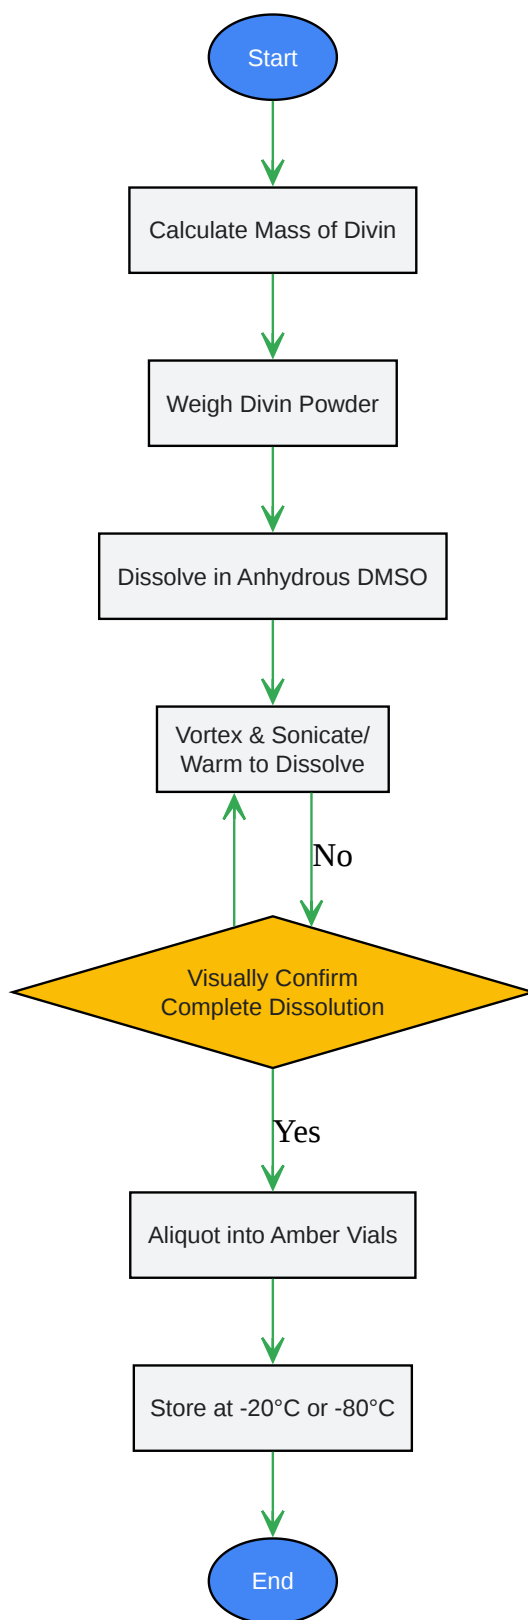 Start
Calculate Mass of Divin
Weigh Divin Powder
Dissolve in Anhydrous DMSO
Vortex & Sonicate/
Warm to Dissolve
No
Visually Confirm
Complete Dissolution
Yes
Aliquot into Amber Vials
Store at -20°C or -80°C
End